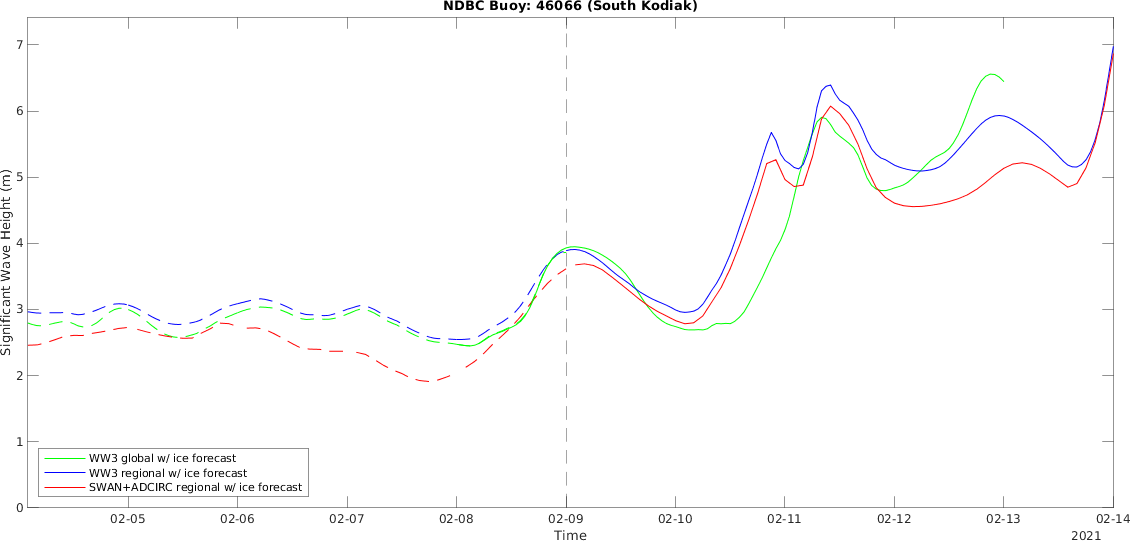 NDBC Buoy: 46066 (South Kodiak)
Significant Wave Height (m)
7
6
5
4
3
2
1
0
WW3 global w/ ice forecast
WW3 regional w/ ice forecast
SWAN+ADCIRC regional w/ ice forecast
02-05 02-06 02-07 02-08 02-09 02-10 02-11 02-12 02-13 02-14
Time
2021